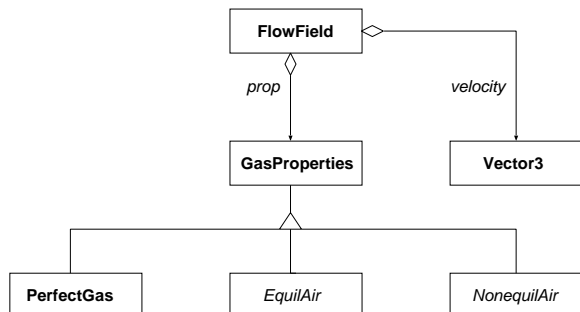 FlowField
prop
velocity
GasProperties
Vector3
PerfectGas
EquilAir
NonequilAir